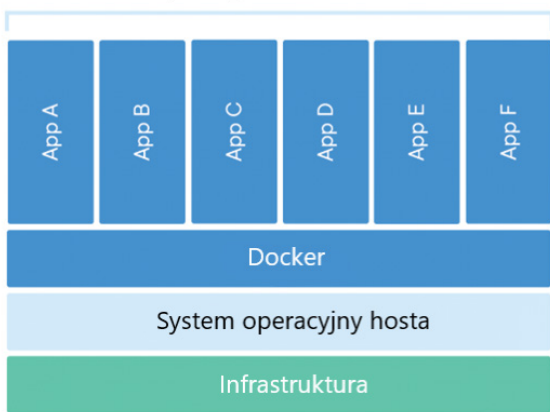 App A
App B
App C
App D
App E
App F
Docker
System operacyjny hosta
Infrastruktura